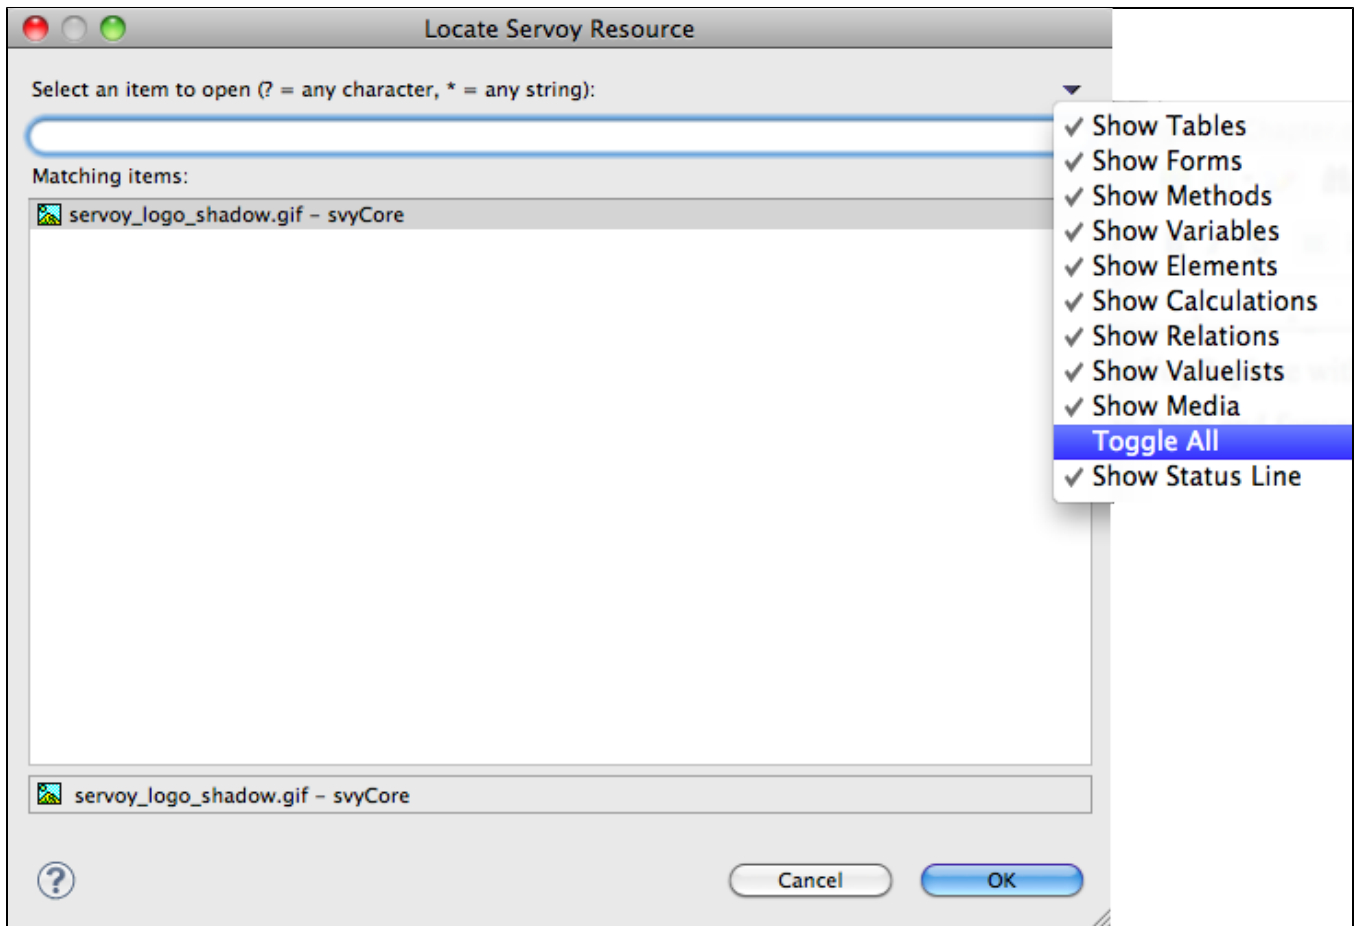 Locate Servoy Resource
Select an item to open (? = any character, * = any string):
Matching items:
servoy_logo_shadow.gif – svyCore
Show Tables
Show Forms
Show Methods
Show Variables
Show Elements
Show Calculations
Show Relations
Show Valuelists
Show Media
Toggle All
Show Status Line
servoy_logo_shadow.gif – svyCore
?
Cancel
OK